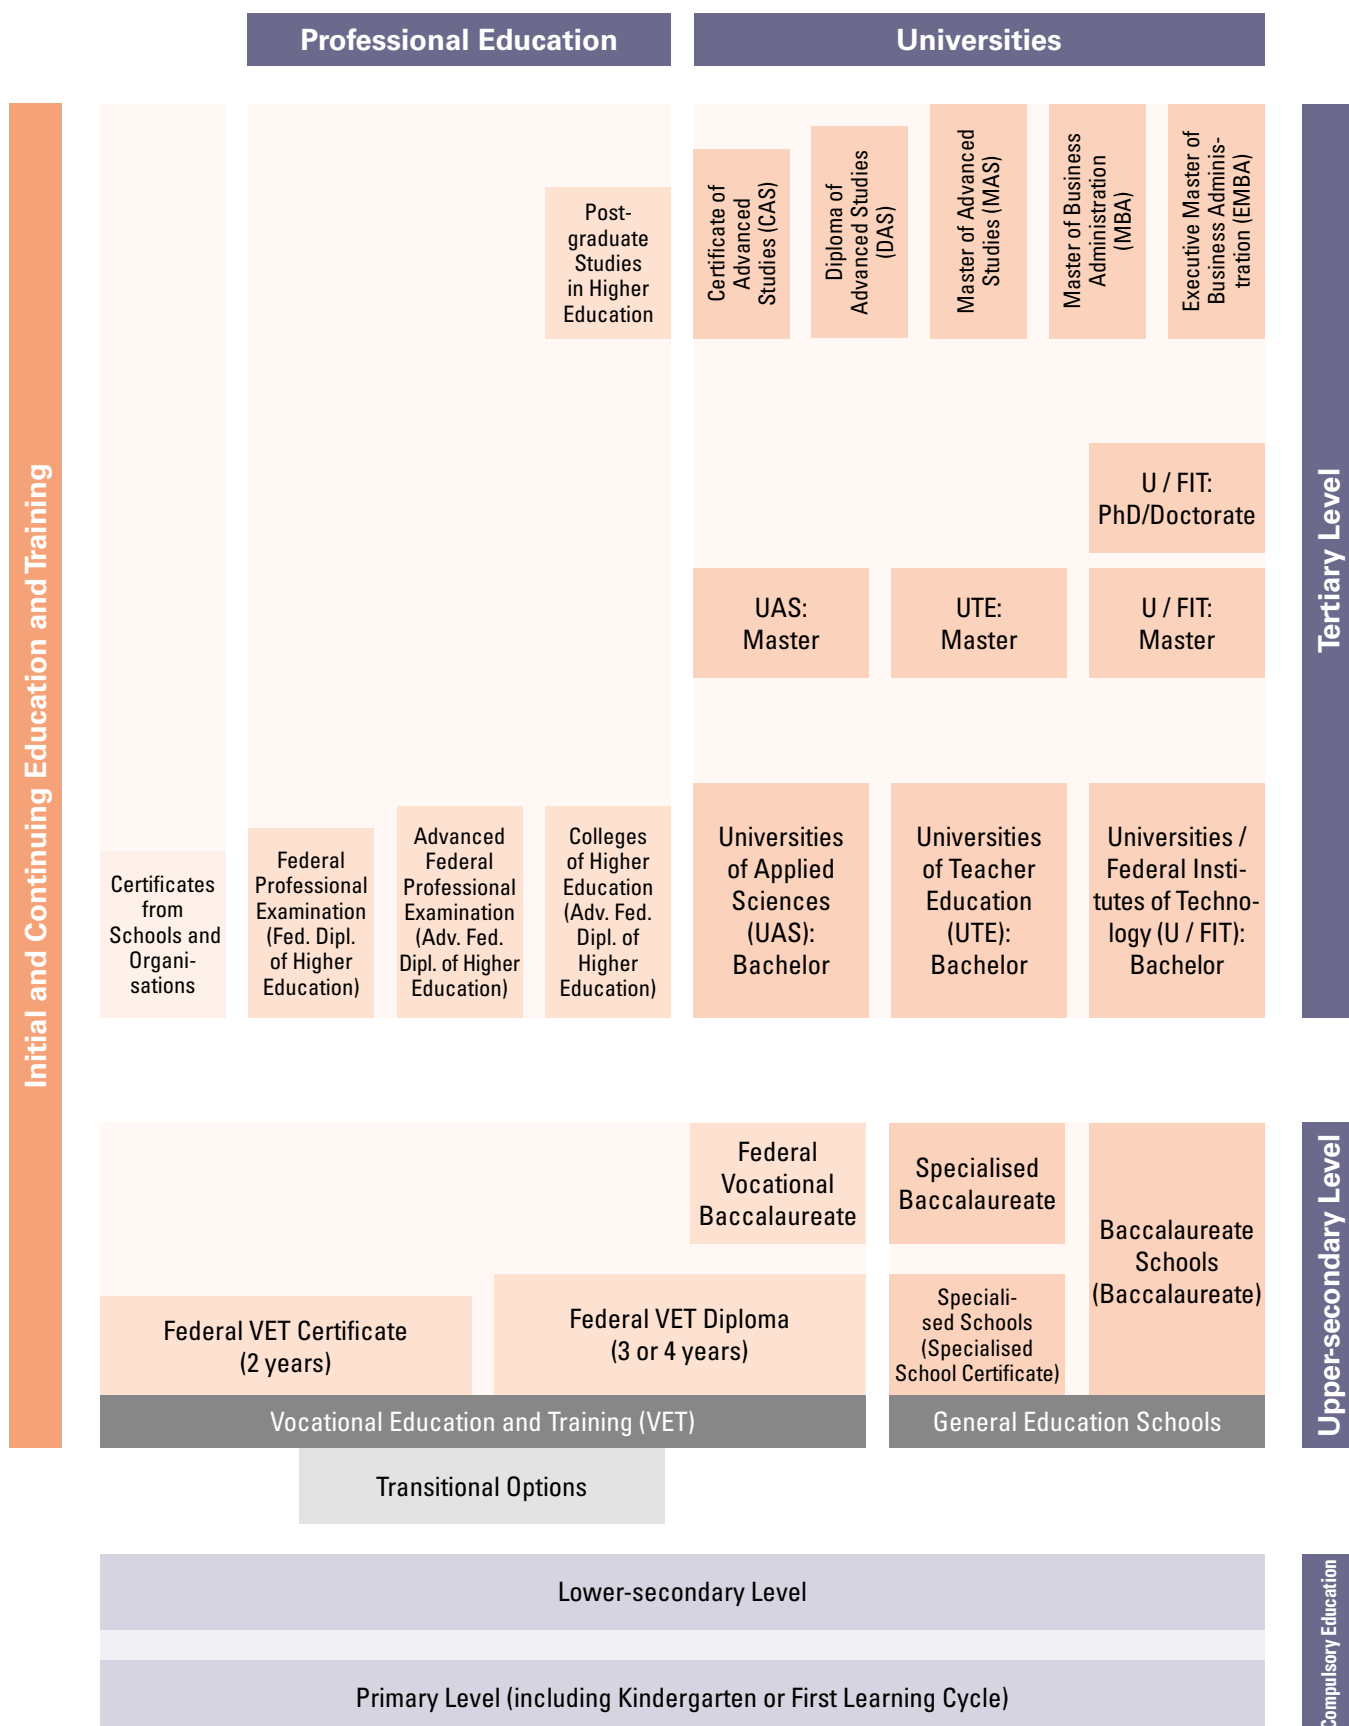 Professional Education
Universities
Initial and Continuing Education and Training
Tertiary Level
Post-
graduate
Studies
in Higher
Education
Certificate of
Advanced
Studies (CAS)
Diploma of
Advanced Studies
(DAS)
Master of Advanced
Studies (MAS)
Master of Business
Administration
(MBA)
Executive Master of
Business Adminis-
tration (EMBA)
U / FIT:
PhD/Doctorate
UAS:
Master
UTE:
Master
U / FIT:
Master
Certificates
from
Schools and
Organi-
sations
Federal
Professional
Examination
(Fed. Dipl.
of Higher
Education)
Advanced
Federal
Professional
Examination
(Adv. Fed.
Dipl. of Higher
Education)
Colleges
of Higher
Education
(Adv. Fed.
Dipl. of
Higher
Education)
Universities
of Applied
Sciences
(UAS):
Bachelor
Universities
of Teacher
Education
(UTE):
Bachelor
Universities /
Federal Insti-
tutes of Techno-
logy (U / FIT):
Bachelor
Upper-secondary Level
Federal
Vocational
Baccalaureate
Specialised
Baccalaureate
Baccalaureate
Schools
(Baccalaureate)
Federal VET Certificate
(2 years)
Federal VET Diploma
(3 or 4 years)
Speciali-
sed Schools
(Specialised
School Certificate)
Vocational Education and Training (VET)
General Education Schools
Transitional Options
Compulsory Education
Lower-secondary Level
Primary Level (including Kindergarten or First Learning Cycle)